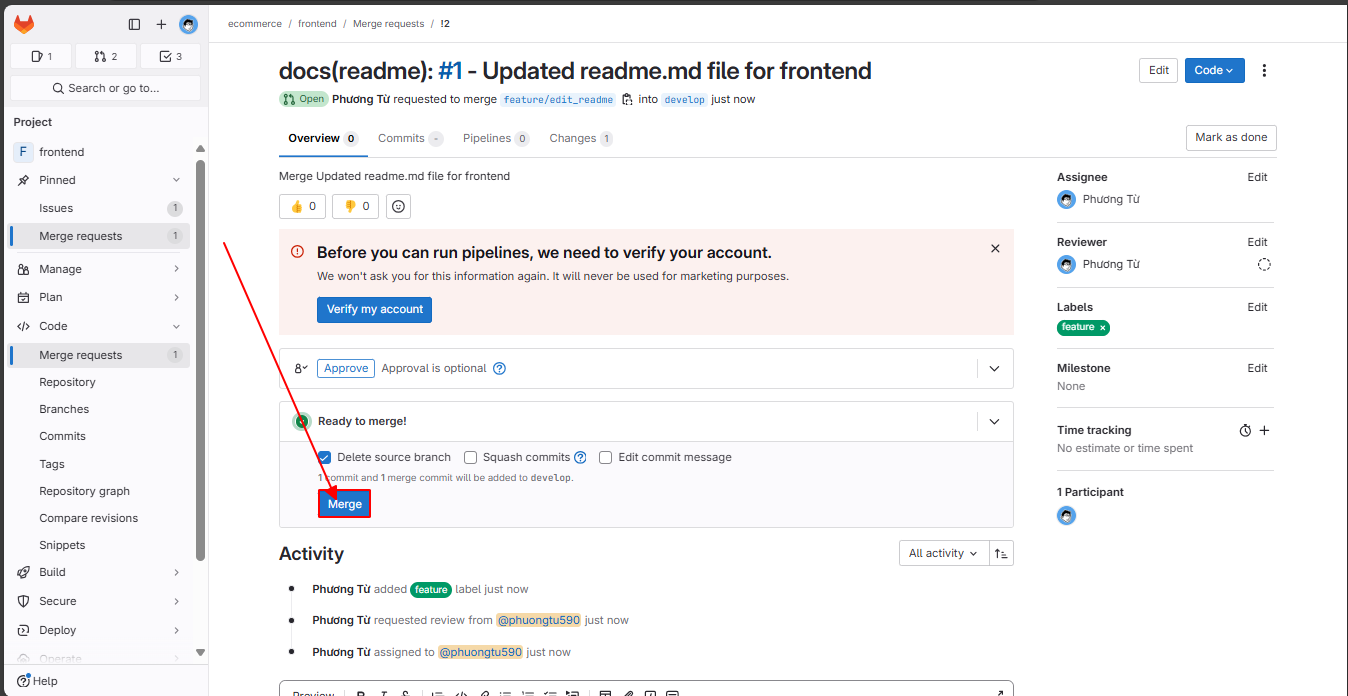 ecommerce / frontend / Merge requests / !2
1 2 3
Search or go to...
Project
F frontend
Pinned
Issues 1
Merge requests 1
Manage
Plan
Code
Merge requests 1
Repository
Branches
Commits
Tags
Repository graph
Compare revisions
Snippets
Build
Secure
Deploy
Operate
Help
docs(readme): #1 - Updated readme.md file for frontend
Edit Code
Open Phương Từ requested to merge feature/edit_readme into develop just now
Overview 0 Commits - Pipelines 0 Changes 1
Mark as done
Merge Updated readme.md file for frontend
👍 0 👎 0
Before you can run pipelines, we need to verify your account.
We won't ask you for this information again. It will never be used for marketing purposes.
Verify my account
Approve Approval is optional
Ready to merge!
Delete source branch Squash commits Edit commit message
1 commit and 1 merge commit will be added to develop.
Merge
Activity
All activity
Phương Từ added feature label just now
Phương Từ requested review from @phuongtu590 just now
Phương Từ assigned to @phuongtu590 just now
Preview
Assignee Edit
Phương Từ
Reviewer Edit
Phương Từ
Labels Edit
feature ×
Milestone Edit
None
Time tracking
No estimate or time spent
1 Participant